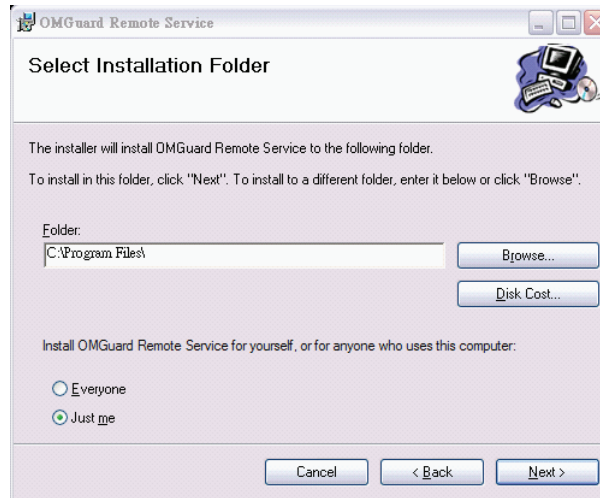 OMGuard Remote Service
Select Installation Folder
The installer will install OMGuard Remote Service to the following folder.
To install in this folder, click "Next". To install to a different folder, enter it below or click "Browse".
Folder:
C:\Program Files\
Browse...
Disk Cost...
Install OMGuard Remote Service for yourself, or for anyone who uses this computer:
Everyone
Just me
Cancel
< Back
Next >